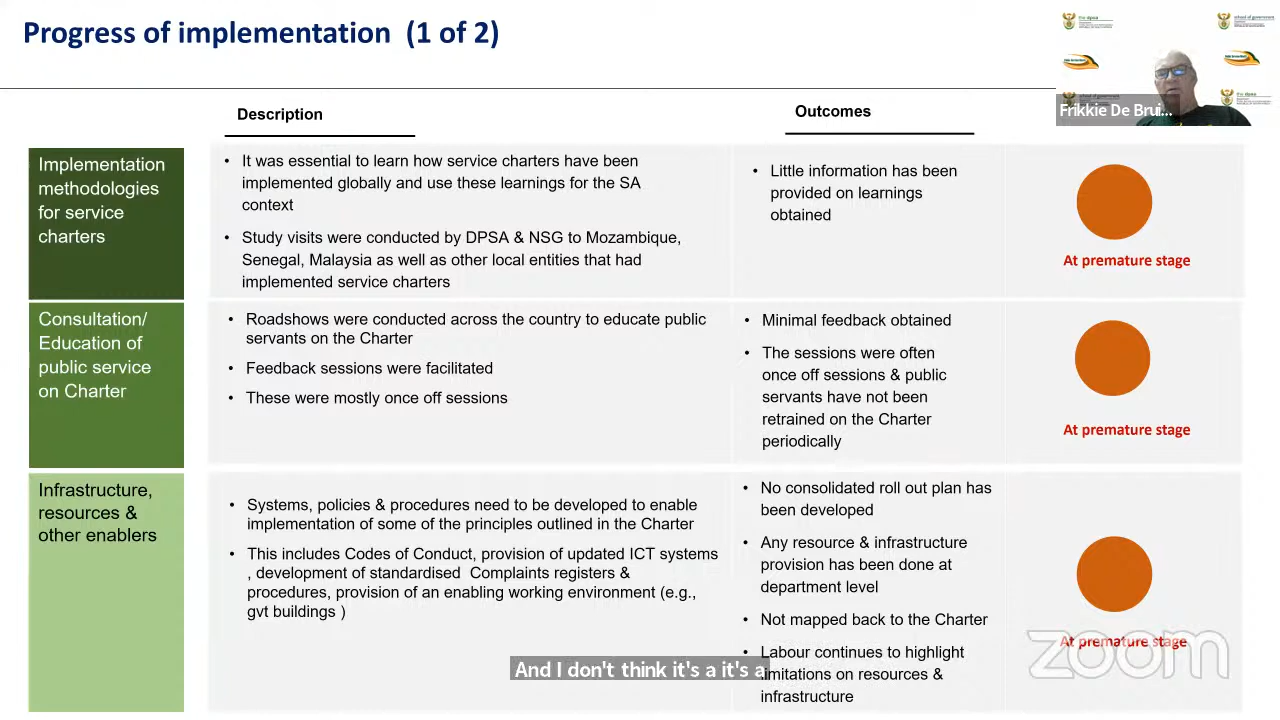 Progress of implementation (1 of 2)
the dpsa
school of government
Frikkie De Brui...
Description
Outcomes
Implementation
methodologies
for service
charters
• It was essential to learn how service charters have been
implemented globally and use these learnings for the SA
context
• Study visits were conducted by DPSA & NSG to Mozambique,
Senegal, Malaysia as well as other local entities that had
implemented service charters
• Little information has been
provided on learnings
obtained
At premature stage
Consultation/
Education of
public service
on Charter
• Roadshows were conducted across the country to educate public
servants on the Charter
• Feedback sessions were facilitated
• These were mostly once off sessions
• Minimal feedback obtained
• The sessions were often
once off sessions & public
servants have not been
retrained on the Charter
periodically
At premature stage
Infrastructure,
resources &
other enablers
• Systems, policies & procedures need to be developed to enable
implementation of some of the principles outlined in the Charter
• This includes Codes of Conduct, provision of updated ICT systems
, development of standardised Complaints registers &
procedures, provision of an enabling working environment (e.g.,
gvt buildings )
• No consolidated roll out plan has
been developed
• Any resource & infrastructure
provision has been done at
department level
• Not mapped back to the Charter
• Labour continues to highlight
limitations on resources &
infrastructure
At premature stage
zoom
And I don't think it's a it's a